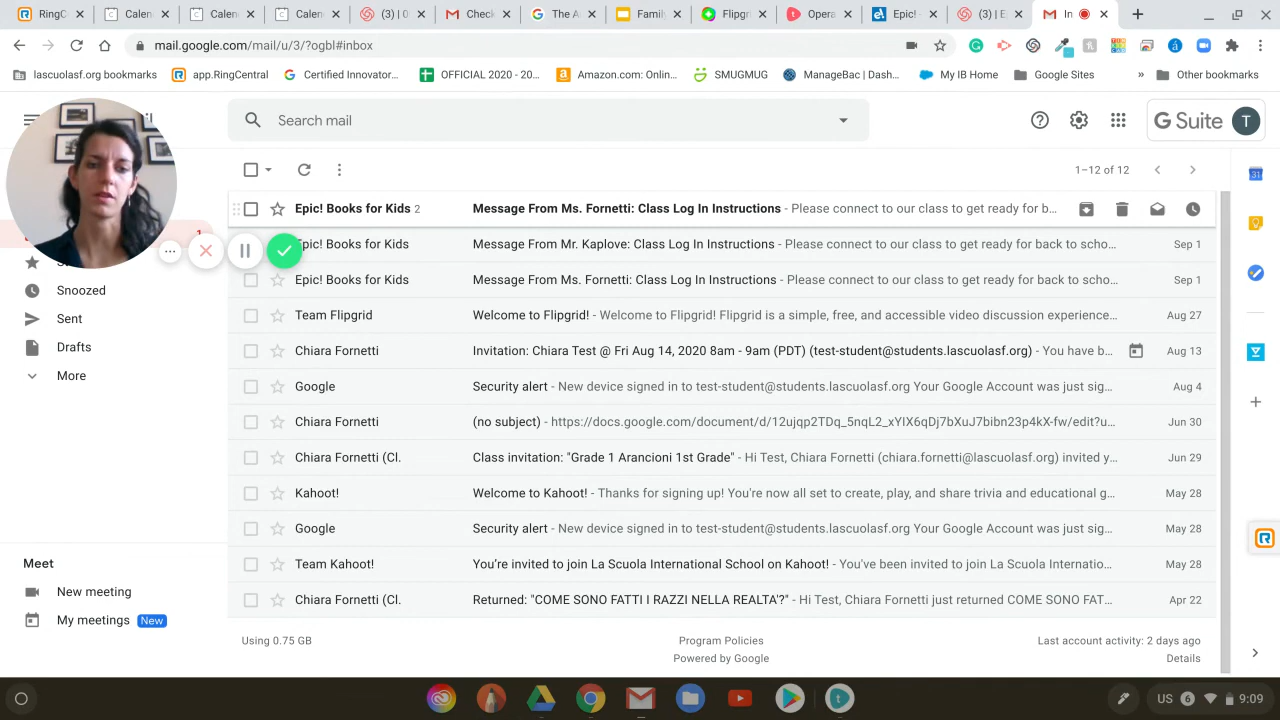 RingC
Calen
Calen
Calen
(3) | 0
Check
The A
Family
Flipgr
Opera
Epic!
(3) | E
In
mail.google.com/mail/u/3/?ogbl#inbox
lascuolasf.org bookmarks
app.RingCentral
Certified Innovator...
OFFICIAL 2020 - 20...
Amazon.com: Onlin...
SMUGMUG
ManageBac | Dash...
My IB Home
Google Sites
»
Other bookmarks
Search mail
G Suite T
1–12 of 12
Epic! Books for Kids 2 Message From Ms. Fornetti: Class Log In Instructions - Please connect to our class to get ready for b...
Epic! Books for Kids Message From Mr. Kaplove: Class Log In Instructions - Please connect to our class to get ready for back to scho... Sep 1
Epic! Books for Kids Message From Ms. Fornetti: Class Log In Instructions - Please connect to our class to get ready for back to scho... Sep 1
Team Flipgrid Welcome to Flipgrid! - Welcome to Flipgrid! Flipgrid is a simple, free, and accessible video discussion experience... Aug 27
Chiara Fornetti Invitation: Chiara Test @ Fri Aug 14, 2020 8am - 9am (PDT) (test-student@students.lascuolasf.org) - You have b... Aug 13
Google Security alert - New device signed in to test-student@students.lascuolasf.org Your Google Account was just sig... Aug 4
Chiara Fornetti (no subject) - https://docs.google.com/document/d/12ujqp2TDq_5nqL2_xYIX6qDj7bXuJ7bibn23p4kX-fw/edit?u... Jun 30
Chiara Fornetti (Cl. Class invitation: "Grade 1 Arancioni 1st Grade" - Hi Test, Chiara Fornetti (chiara.fornetti@lascuolasf.org) invited y... Jun 29
Kahoot! Welcome to Kahoot! - Thanks for signing up! You're now all set to create, play, and share trivia and educational g... May 28
Google Security alert - New device signed in to test-student@students.lascuolasf.org Your Google Account was just sig... May 28
Team Kahoot! You're invited to join La Scuola International School on Kahoot! - You've been invited to join La Scuola Internatio... May 28
Chiara Fornetti (Cl. Returned: "COME SONO FATTI I RAZZI NELLA REALTA'?" - Hi Test, Chiara Fornetti just returned COME SONO FAT... Apr 22
Snoozed
Sent
Drafts
More
Meet
New meeting
My meetings New
Using 0.75 GB
Program Policies
Powered by Google
Last account activity: 2 days ago
Details
US 6 9:09